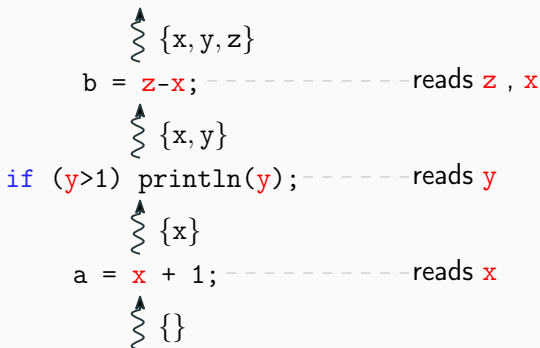 {x, y, z}
b = z-x; reads z , x
{x, y}
if (y>1) println(y); reads y
{x}
a = x + 1; reads x
{}